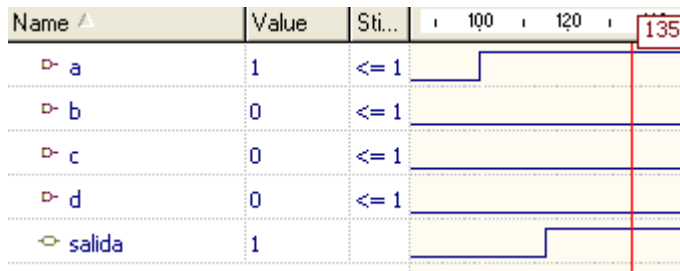 Name Value Sti... 100 120 135
a 1 <= 1
b 0 <= 1
c 0 <= 1
d 0 <= 1
salida 1